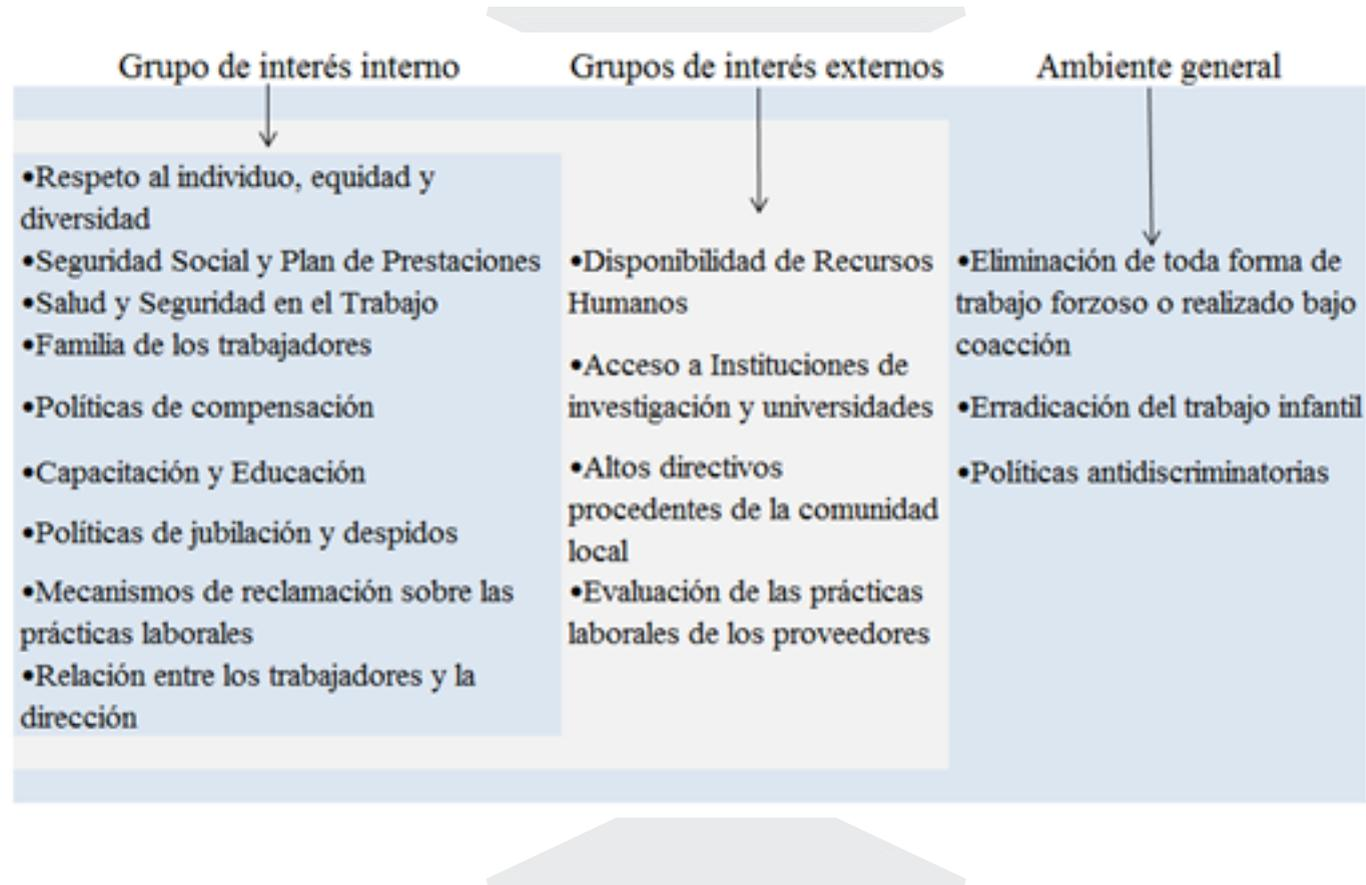 Grupo de interés interno
•Respeto al individuo, equidad y
diversidad
•Seguridad Social y Plan de Prestaciones
•Salud y Seguridad en el Trabajo
•Familia de los trabajadores
•Políticas de compensación
•Capacitación y Educación
•Políticas de jubilación y despidos
•Mecanismos de reclamación sobre las
prácticas laborales
•Relación entre los trabajadores y la
dirección
Grupos de interés externos
•Disponibilidad de Recursos
Humanos
•Acceso a Instituciones de
investigación y universidades
•Altos directivos
procedentes de la comunidad
local
•Evaluación de las prácticas
laborales de los proveedores
Ambiente general
•Eliminación de toda forma de
trabajo forzoso o realizado bajo
coacción
•Erradicación del trabajo infantil
•Políticas antidiscriminatorias